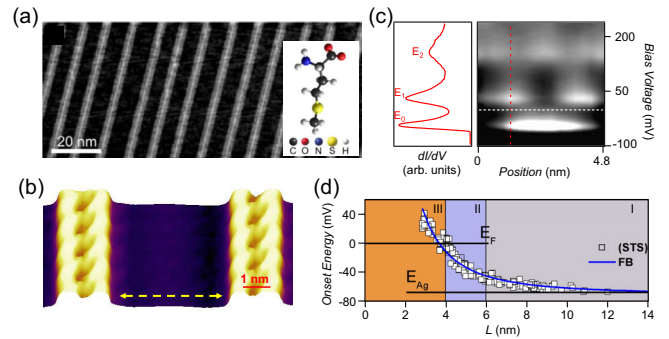 (a)
20 nm
C O N S H
(b)
1 nm
(c)
E2
E1
E0
dI/dV
(arb. units)
200
50
-100
Bias Voltage (mV)
0
4.8
Position (nm)
(d)
40
0
-40
-80
Onset Energy (mV)
III
II
I
EF
EAg
(STS)
FB
0 2 4 6 8 10 12 14
L (nm)